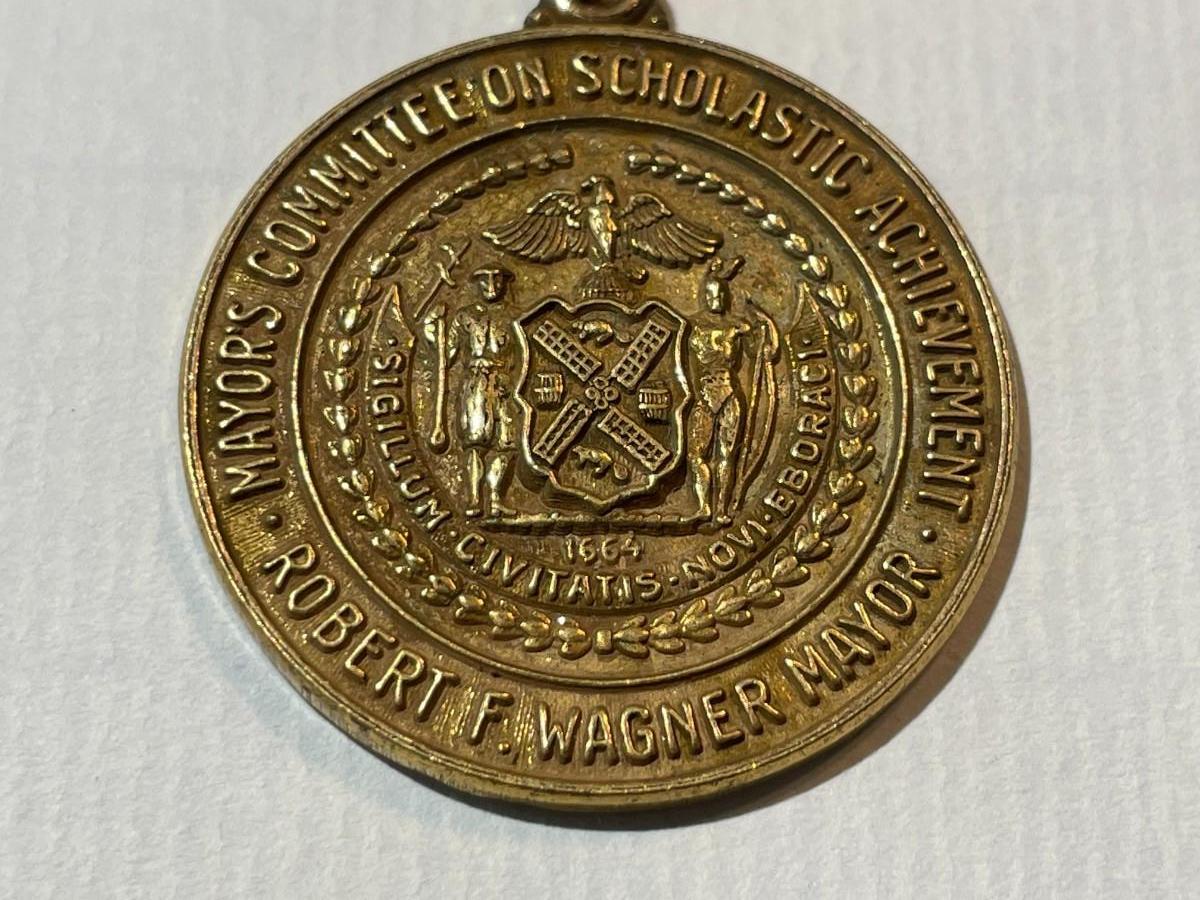 MAYOR'S COMMITTEE ON SCHOLASTIC ACHIEVEMENT
· ROBERT F. WAGNER MAYOR ·
· SIGILLUM · CIVITATIS · NOVI · EBORACI ·
1664